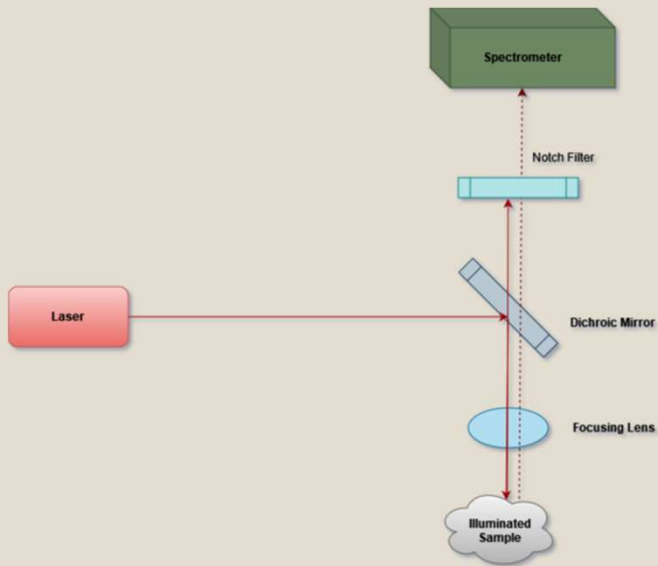 Spectrometer
Notch Filter
Laser
Dichroic Mirror
Focusing Lens
Illuminated
Sample